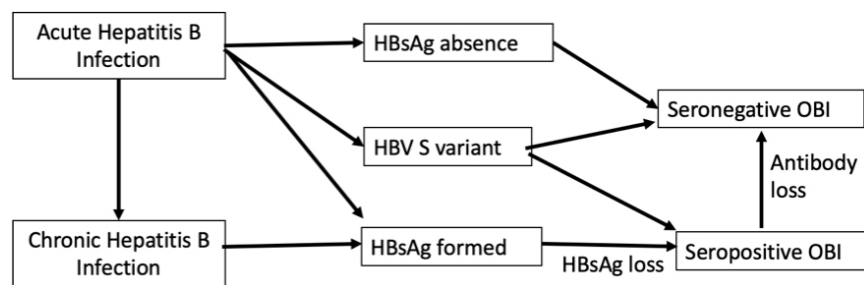 Acute Hepatitis B
Infection
HBsAg absence
Seronegative OBI
HBV S variant
Antibody
loss
Chronic Hepatitis B
Infection
HBsAg formed
HBsAg loss
Seropositive OBI